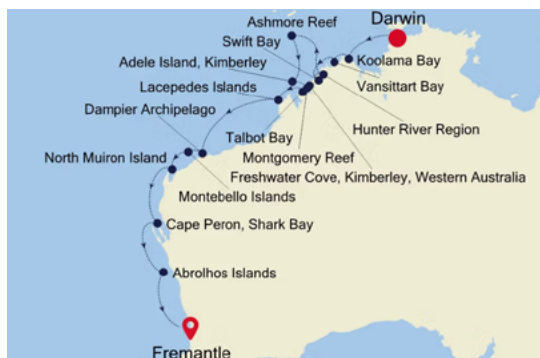 Ashmore Reef
Darwin
Swift Bay
Adele Island, Kimberley
Koolama Bay
Lacepedes Islands
Vansittart Bay
Dampier Archipelago
Hunter River Region
Talbot Bay
North Muiron Island
Montgomery Reef
Freshwater Cove, Kimberley, Western Australia
Montebello Islands
Cape Peron, Shark Bay
Abrolhos Islands
Fremantle